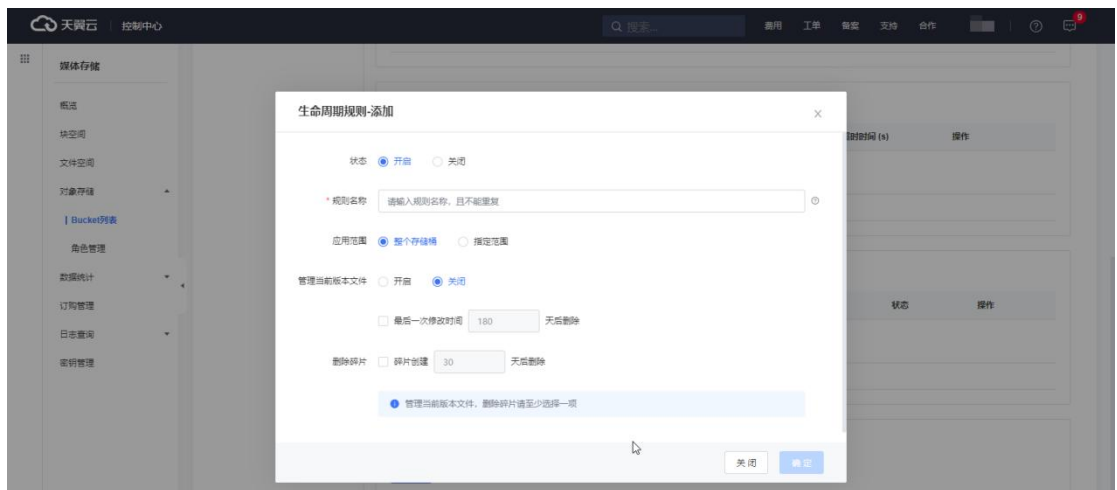 天翼云 控制中心 搜索... 费用 工单 备案 支持 合作 9
媒体存储
概览
块空间
文件空间
对象存储
Bucket列表
角色管理
数据统计
订购管理
日志查询
密钥管理
时时间 (s) 操作
状态 操作
生命周期规则-添加
状态 开启 关闭
* 规则名称 请输入规则名称，且不能重复
应用范围 整个存储桶 指定范围
管理当前版本文件 开启 关闭
最后一次修改时间 180 天后删除
删除碎片 碎片创建 30 天后删除
管理当前版本文件、删除碎片请至少选择一项
关闭 确定